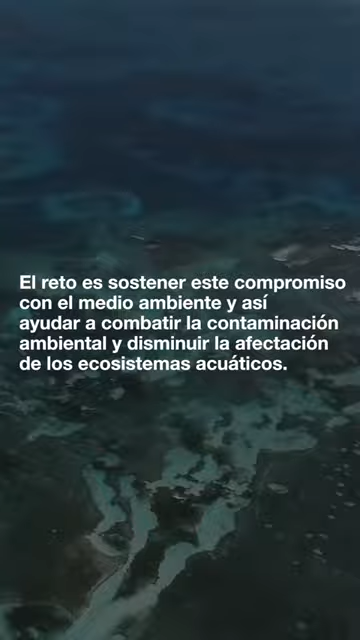 El reto es sostener este compromiso
con el medio ambiente y así
ayudar a combatir la contaminación
ambiental y disminuir la afectación
de los ecosistemas acuáticos.